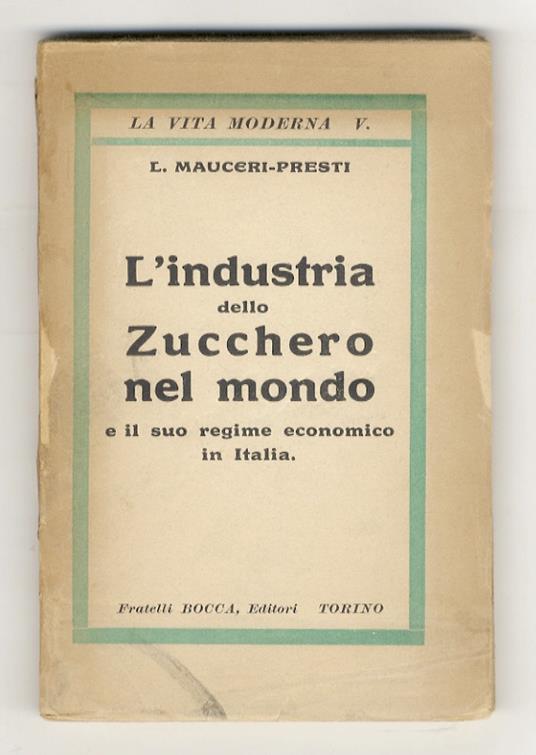 LA VITA MODERNA V.
L. MAUCERI-PRESTI
L'industria
dello
Zucchero
nel mondo
e il suo regime economico
in Italia.
Fratelli BOCCA, Editori TORINO